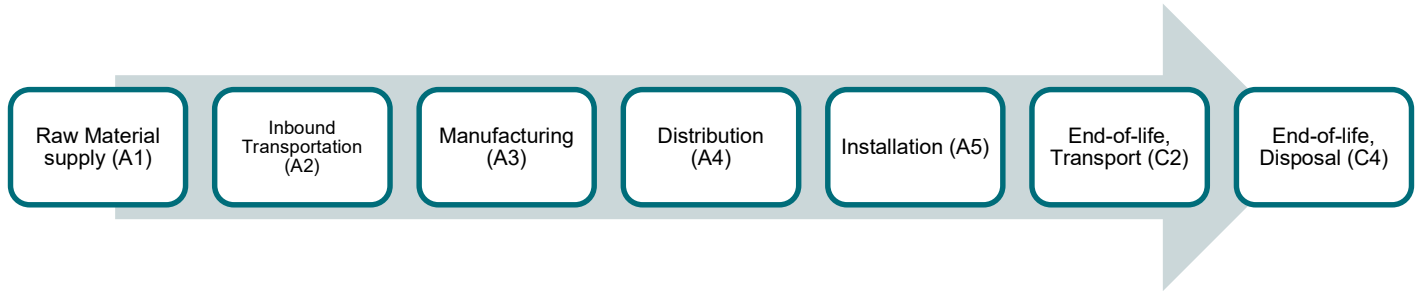 Raw Material
supply (A1)
Inbound
Transportation
(A2)
Manufacturing
(A3)
Distribution
(A4)
Installation (A5)
End-of-life,
Transport (C2)
End-of-life,
Disposal (C4)